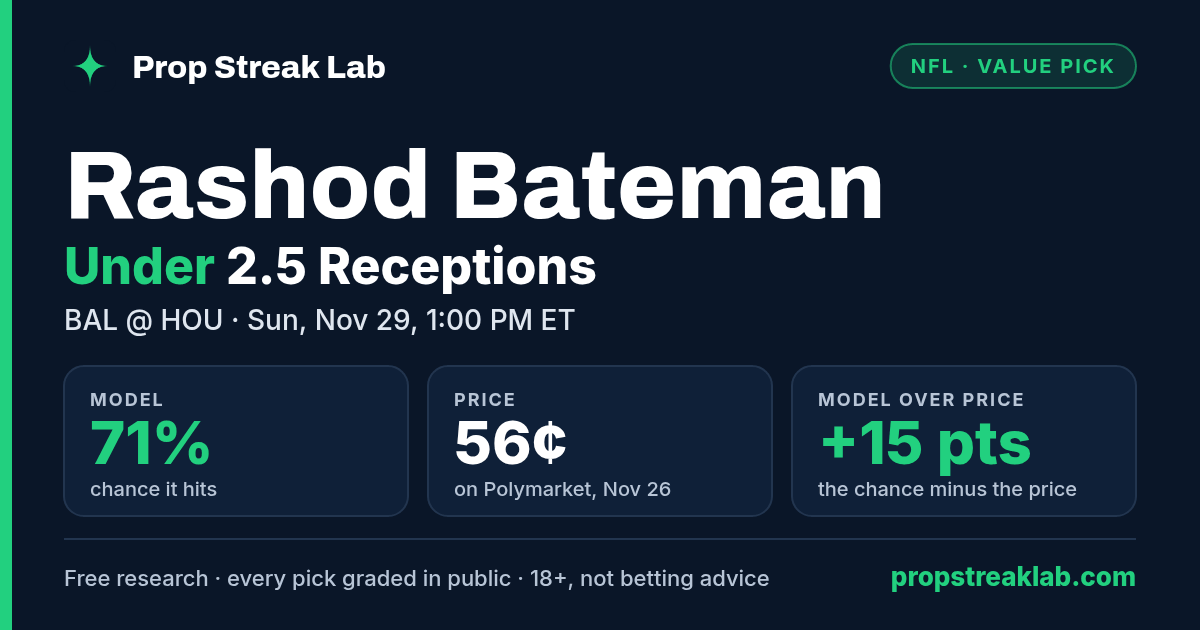 Prop Streak Lab
NFL · VALUE PICK
Rashod Bateman
Under 2.5 Receptions
BAL @ HOU · Sun, Nov 29, 1:00 PM ET
MODEL
71%
chance it hits
PRICE
56¢
on Polymarket, Nov 26
MODEL OVER PRICE
+15 pts
the chance minus the price
Free research · every pick graded in public · 18+, not betting advice
propstreaklab.com